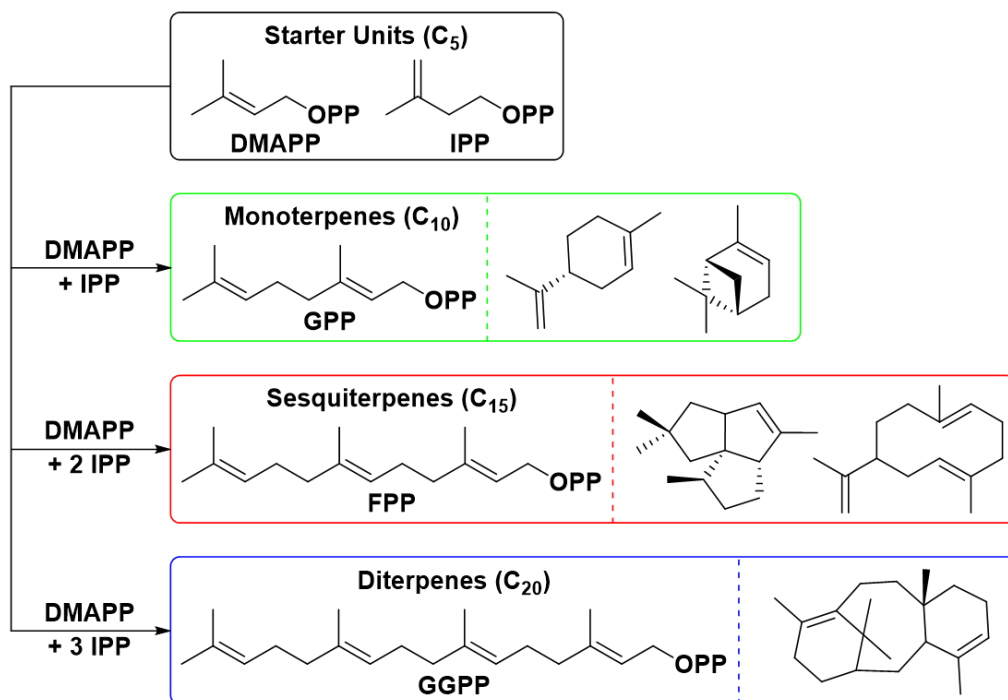 Starter Units (C₅)
OPP OPP
DMAPP IPP
DMAPP
+ IPP
Monoterpenes (C₁₀)
OPP
GPP
DMAPP
+ 2 IPP
Sesquiterpenes (C₁₅)
OPP
FPP
DMAPP
+ 3 IPP
Diterpenes (C₂₀)
OPP
GGPP